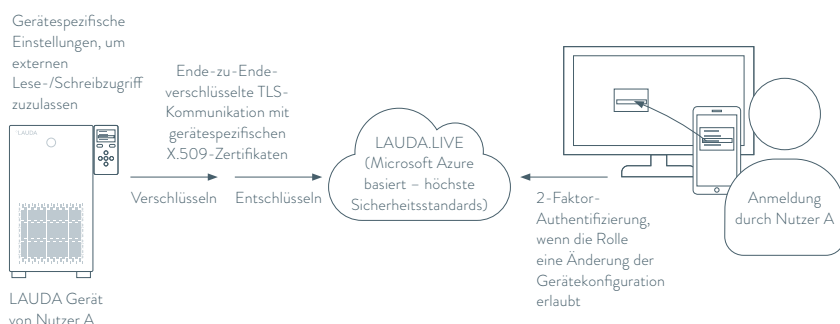 Gerätespezifische
Einstellungen, um
externen
Lese-/Schreibzugriff
zuzulassen
Ende-zu-Ende-
verschlüsselte TLS-
Kommunikation mit
gerätespezifischen
X.509-Zertifikaten
LAUDA
Verschlüsseln
Entschlüsseln
LAUDA.LIVE
(Microsoft Azure
basiert – höchste
Sicherheitsstandards)
2-Faktor-
Authentifizierung,
wenn die Rolle
eine Änderung der
Gerätekonfiguration
erlaubt
Anmeldung
durch Nutzer A
LAUDA Gerät
von Nutzer A